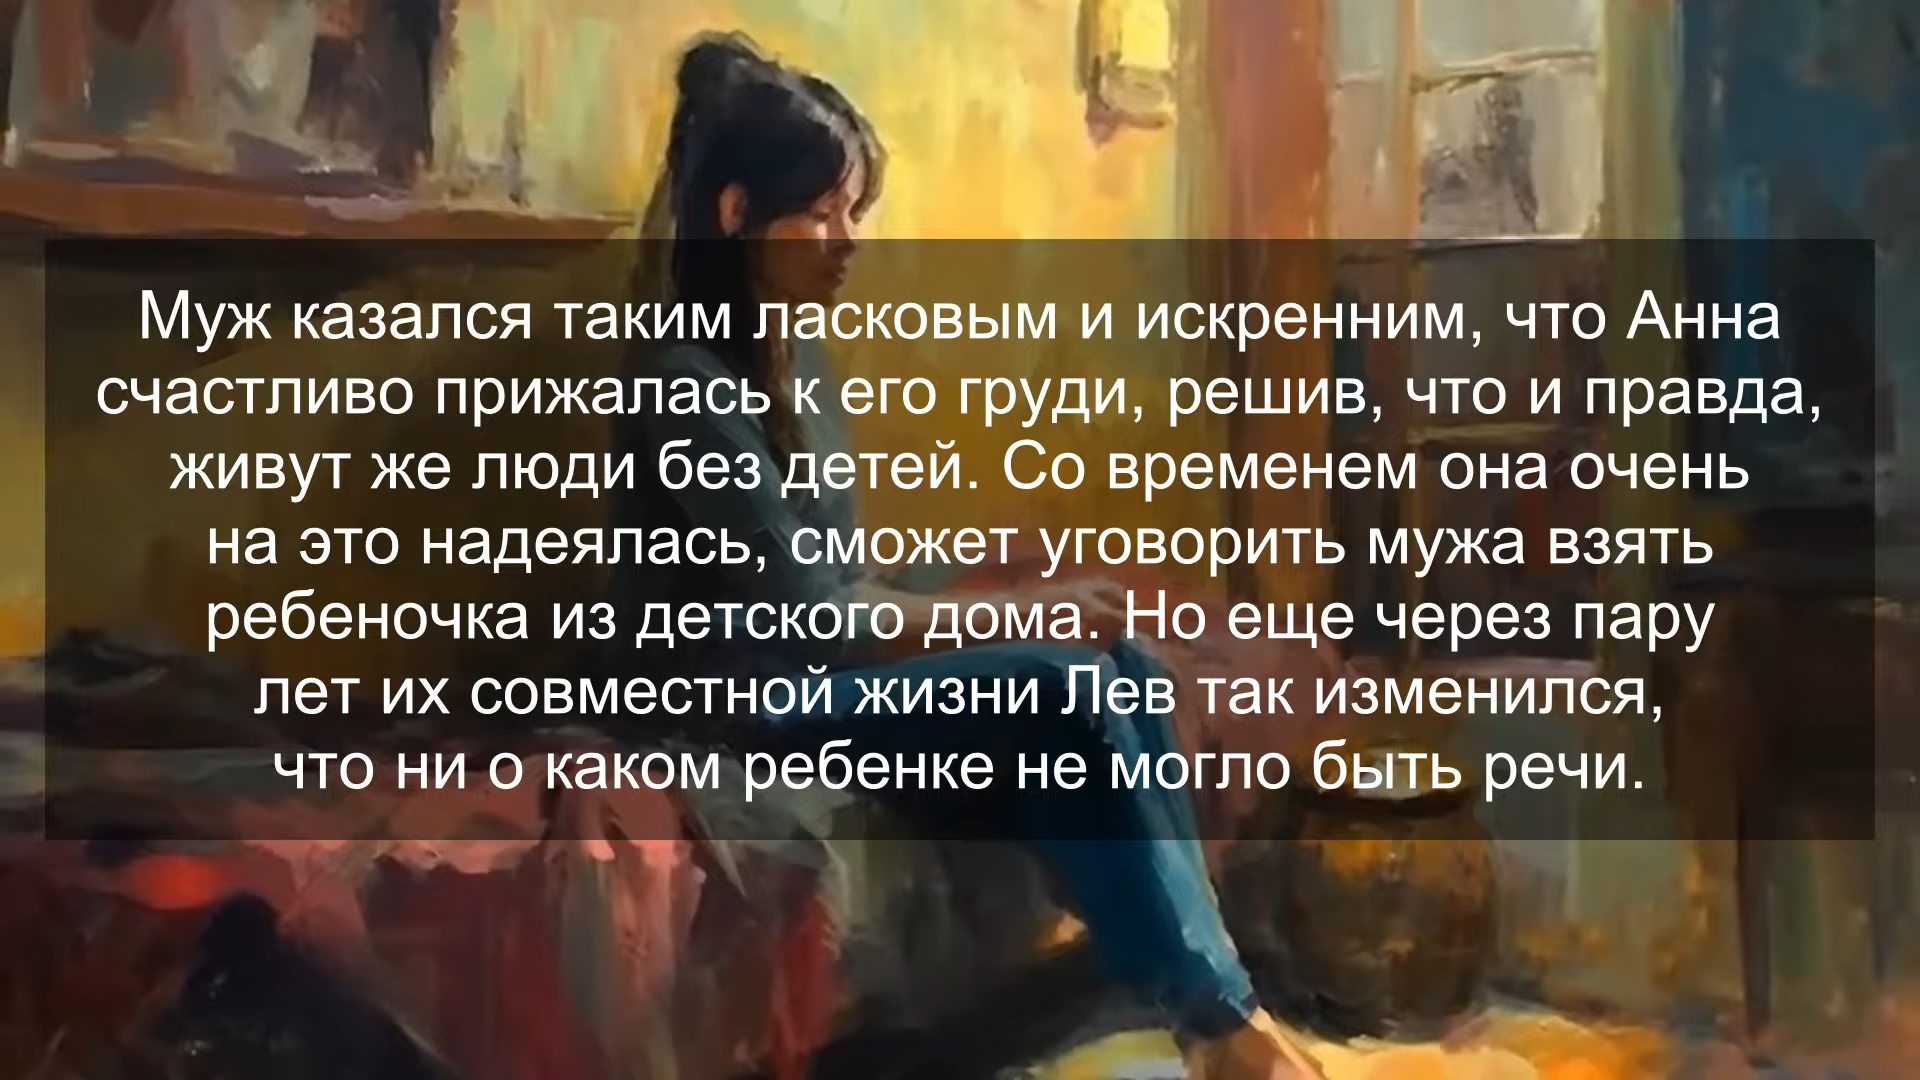 Муж казался таким ласковым и искренним, что Анна
счастливо прижалась к его груди, решив, что и правда,
живут же люди без детей. Со временем она очень
на это надеялась, сможет уговорить мужа взять
ребеночка из детского дома. Но еще через пару
лет их совместной жизни Лев так изменился,
что ни о каком ребенке не могло быть речи.